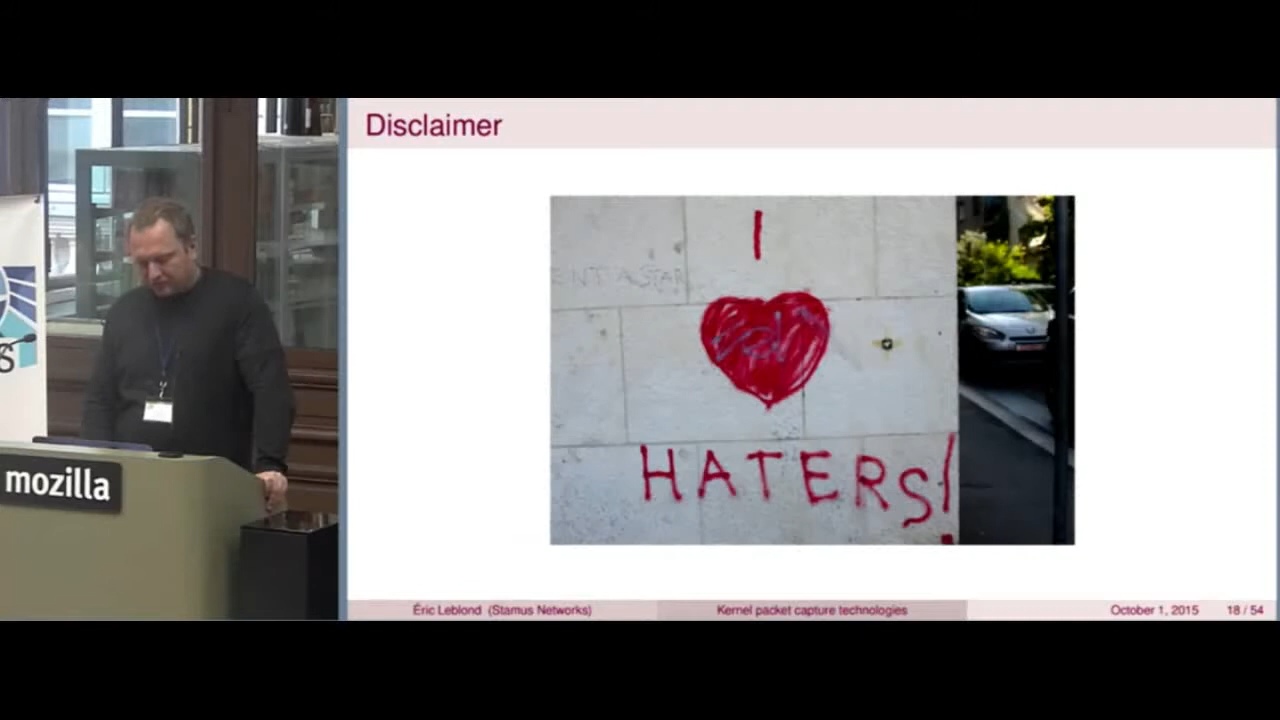 Disclaimer
I
HATERS!
mozilla
Éric Leblond (Stamus Networks)
Kernel packet capture technologies
October 1, 2015
18 / 54